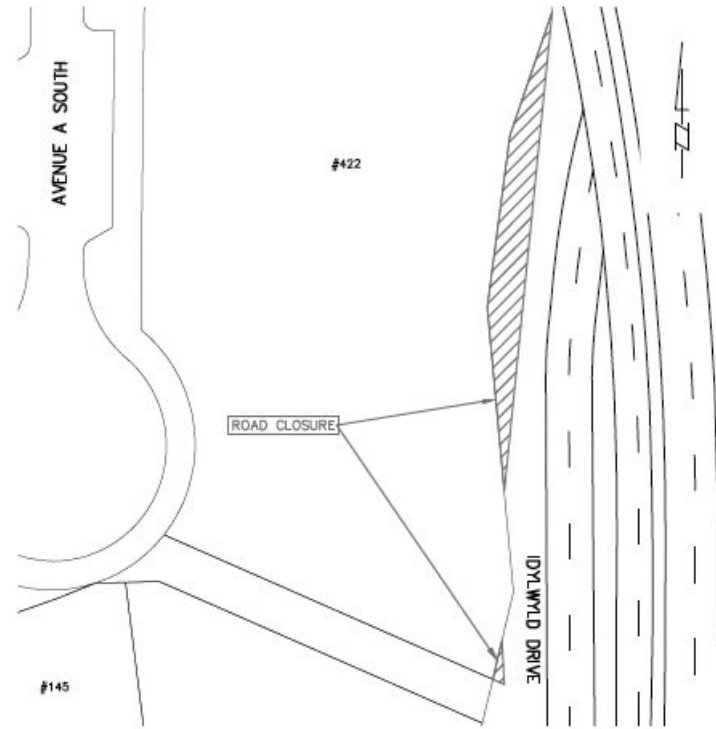 AVENUE A SOUTH
#422
ROAD CLOSURE
IDYLWYLD DRIVE
#145